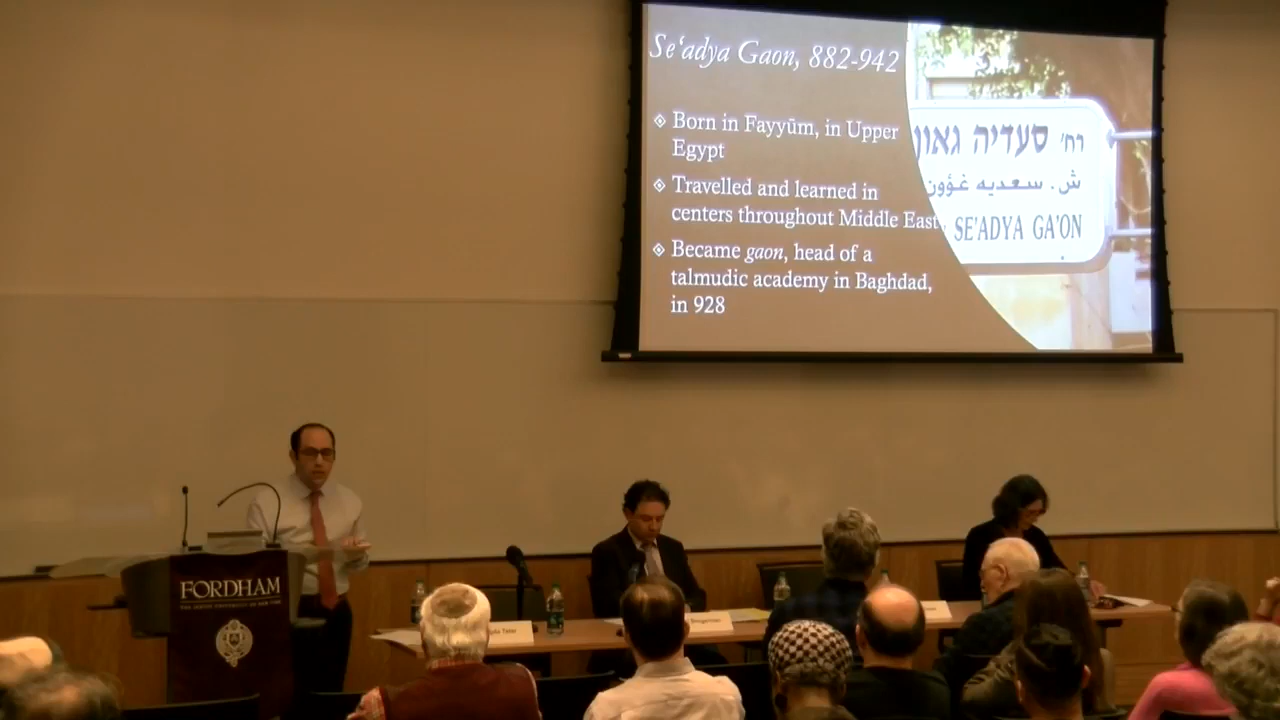 Se‘adya Gaon, 882-942
Born in Fayyūm, in Upper
Egypt
Travelled and learned in
centers throughout Middle East
Became gaon, head of a
talmudic academy in Baghdad,
in 928
רח' סעדיה גאון
ش. سعديه غؤون
SE'ADYA GA'ON
FORDHAM
THE JESUIT UNIVERSITY OF NEW YORK